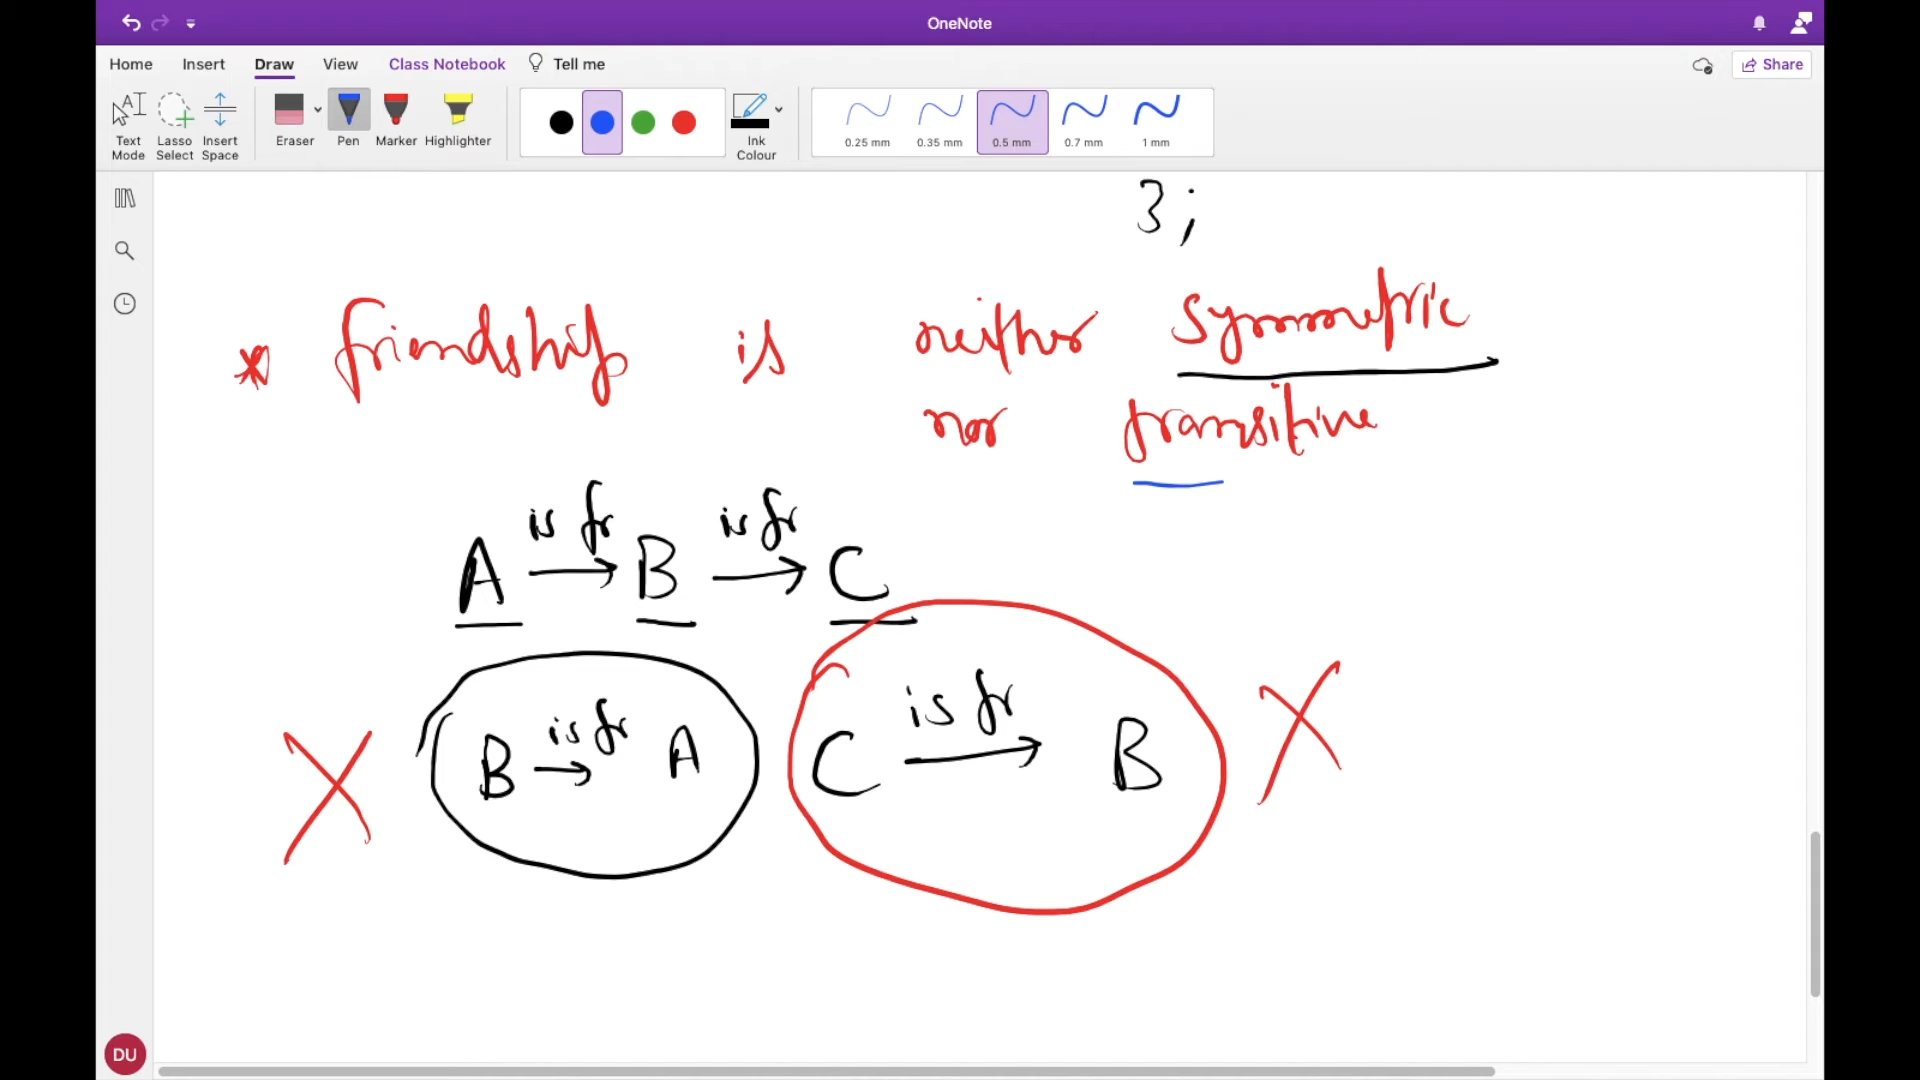 OneNote
Home Insert Draw View Class Notebook Tell me
Share
Text Mode
Lasso Select
Insert Space
Eraser
Pen
Marker
Highlighter
Ink Colour
0.25 mm
0.35 mm
0.5 mm
0.7 mm
1 mm
3;
* friendship is neither symmetric
nor transitive
is fr is fr
A → B → C
is fr is fr
X B → A C → B X
DU